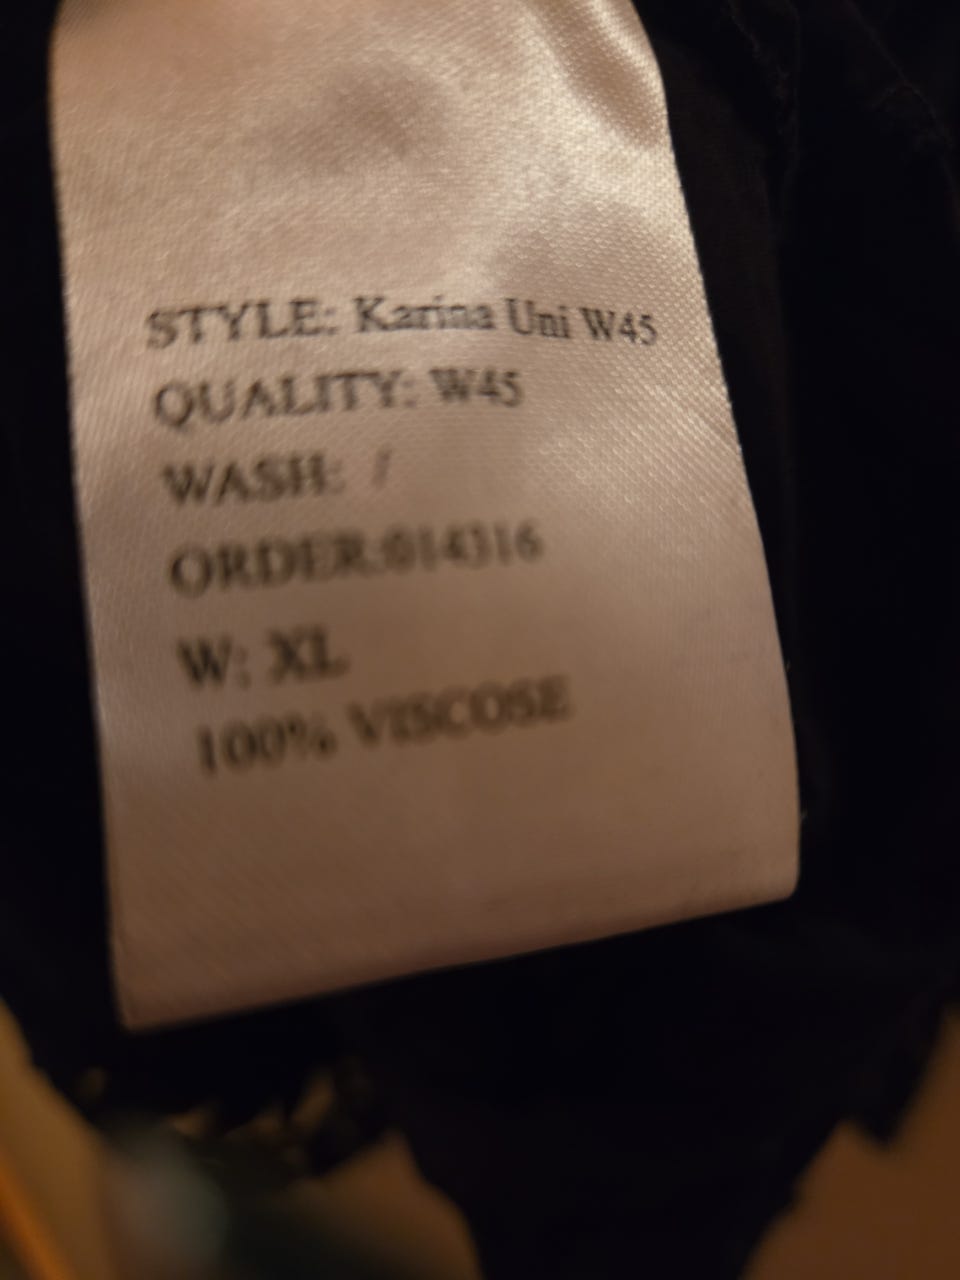 STYLE: Karina Uni W45
QUALITY: W45
WASH: /
ORDER:014316
W: XL
100% VISCOSE